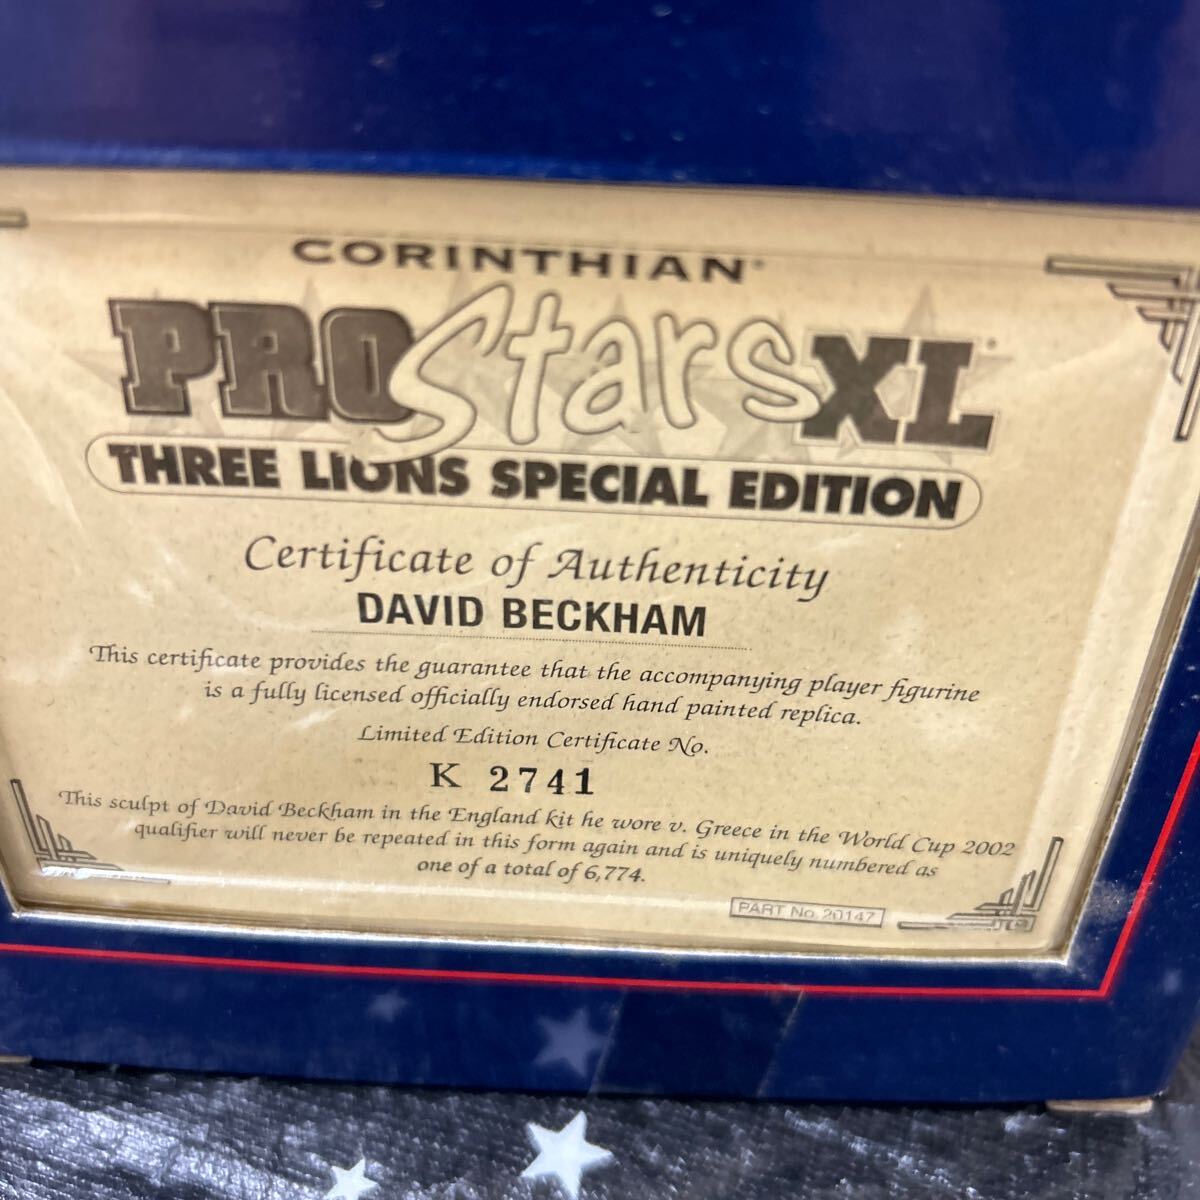 CORINTHIAN
PROStarsXL
THREE LIONS SPECIAL EDITION
Certificate of Authenticity
DAVID BECKHAM
This certificate provides the guarantee that the accompanying player figurine
is a fully licensed officially endorsed hand painted replica.
Limited Edition Certificate No.
K 2741
This sculpt of David Beckham in the England kit he wore v. Greece in the World Cup 2002
qualifier will never be repeated in this form again and is uniquely numbered as
one of a total of 6,774.
PART No. 20147